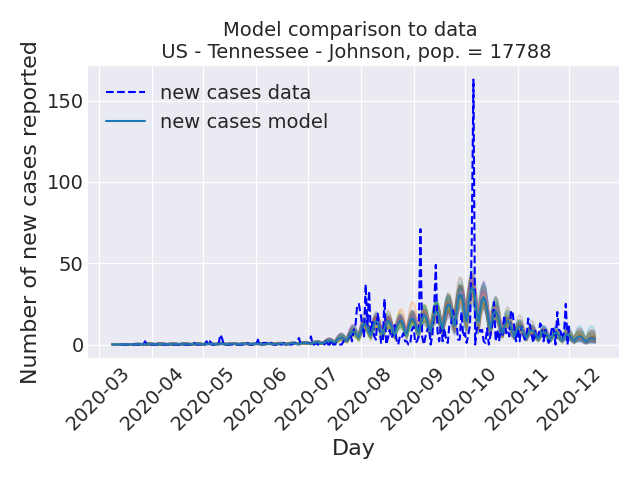 Model comparison to data
US - Tennessee - Johnson, pop. = 17788
Number of new cases reported
150
100
50
0
new cases data
new cases model
2020-03
2020-04
2020-05
2020-06
2020-07
2020-08
2020-09
2020-10
2020-11
2020-12
Day